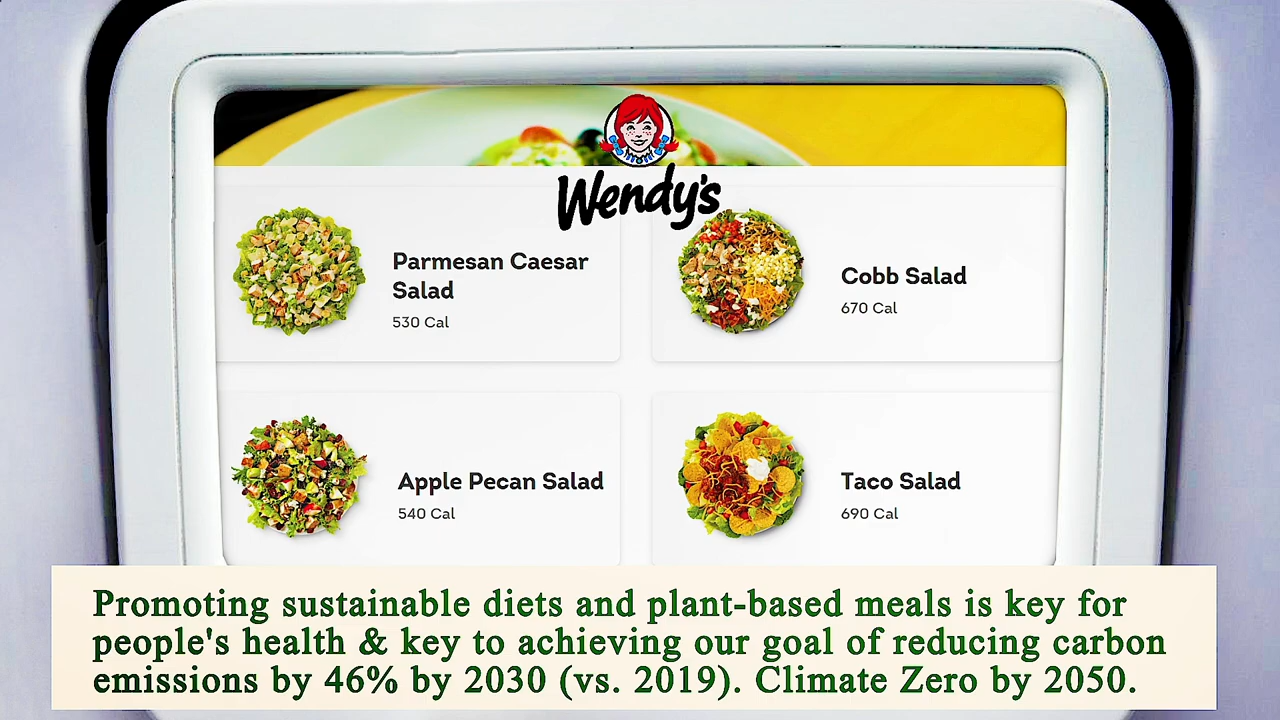 Wendy's
Parmesan Caesar
Salad
530 Cal
Cobb Salad
670 Cal
Apple Pecan Salad
540 Cal
Taco Salad
690 Cal
Promoting sustainable diets and plant-based meals is key for
people's health & key to achieving our goal of reducing carbon
emissions by 46% by 2030 (vs. 2019). Climate Zero by 2050.